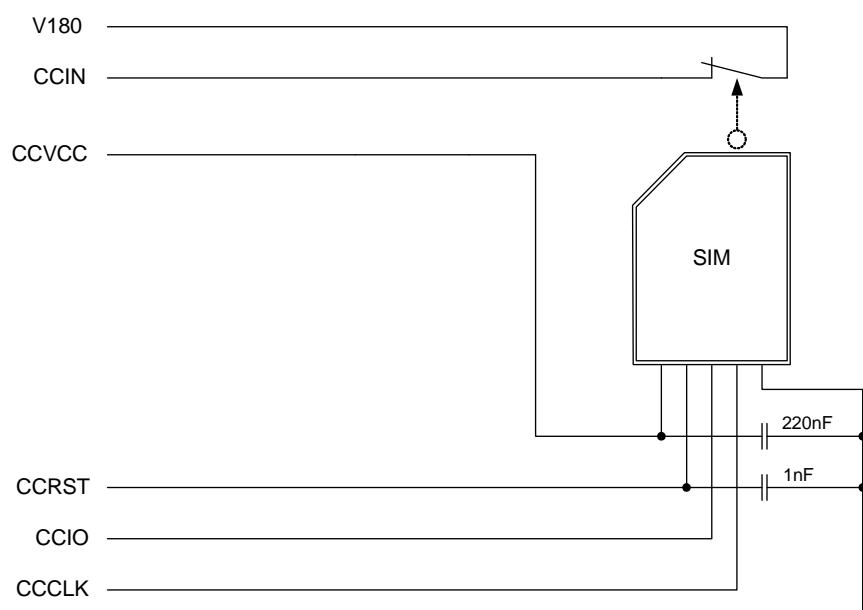 V180
CCIN
CCVCC
SIM
220nF
CCRST
1nF
CCIO
CCCLK